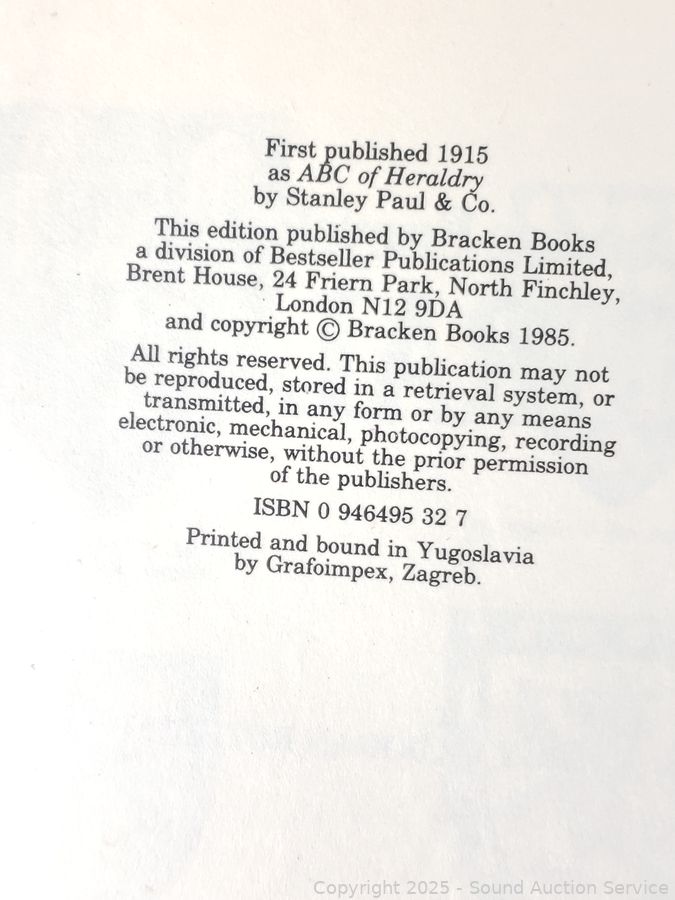 First published 1915
as ABC of Heraldry
by Stanley Paul & Co.
This edition published by Bracken Books
a division of Bestseller Publications Limited,
Brent House, 24 Friern Park, North Finchley,
London N12 9DA
and copyright © Bracken Books 1985.
All rights reserved. This publication may not
be reproduced, stored in a retrieval system, or
transmitted, in any form or by any means
electronic, mechanical, photocopying, recording
or otherwise, without the prior permission
of the publishers.
ISBN 0 946495 32 7
Printed and bound in Yugoslavia
by Grafoimpex, Zagreb.
Copyright 2025 - Sound Auction Service